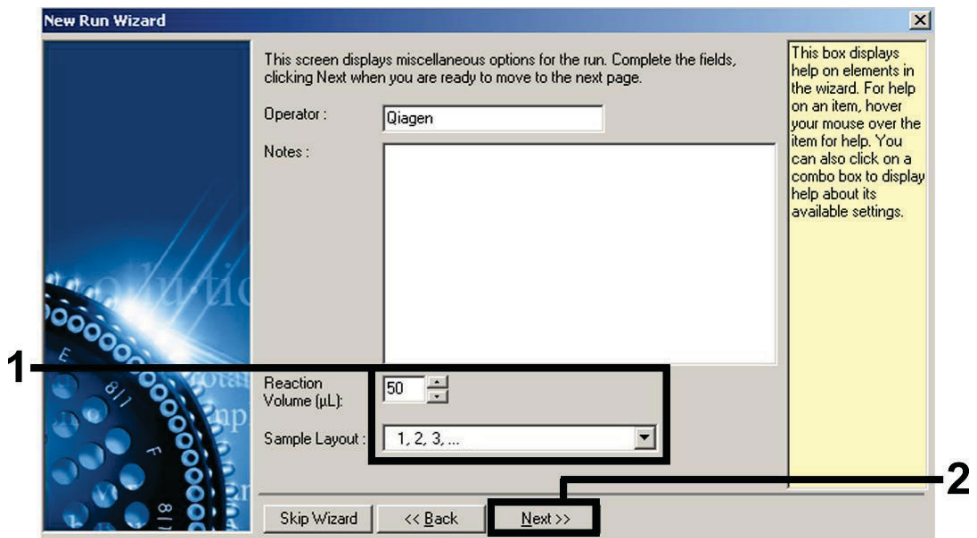 New Run Wizard
This screen displays miscellaneous options for the run. Complete the fields,
clicking Next when you are ready to move to the next page.
Operator :
Qiagen
Notes :
Reaction
Volume (µL):
50
Sample Layout :
1, 2, 3, ...
Skip Wizard
<< Back
Next >>
This box displays
help on elements in
the wizard. For help
on an item, hover
your mouse over the
item for help. You
can also click on a
combo box to display
help about its
available settings.
1
2
E
8/1
F
8/1